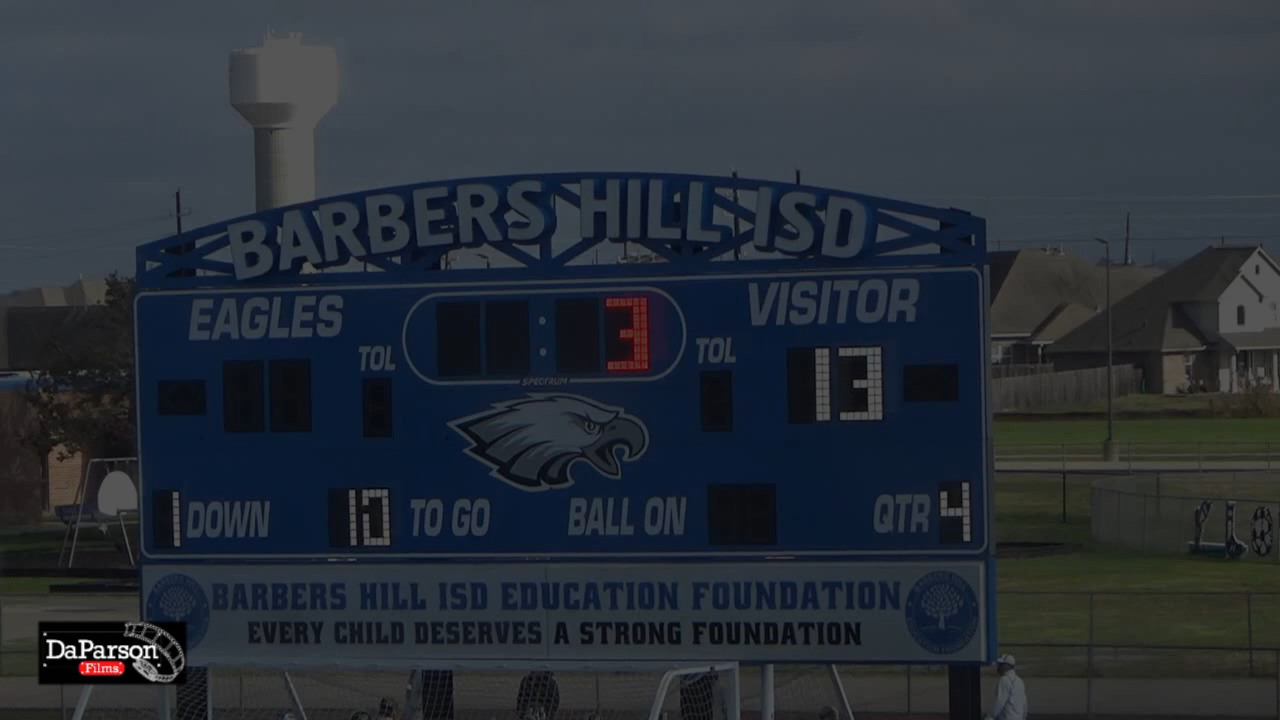 BARBERS HILL ISD
EAGLES
: 3
VISITOR
TOL
TOL
SPECTRUM
13
1 DOWN
TO GO
BALL ON
QTR 4
BARBERS HILL ISD EDUCATION FOUNDATION
EVERY CHILD DESERVES A STRONG FOUNDATION
DaParson
Films.